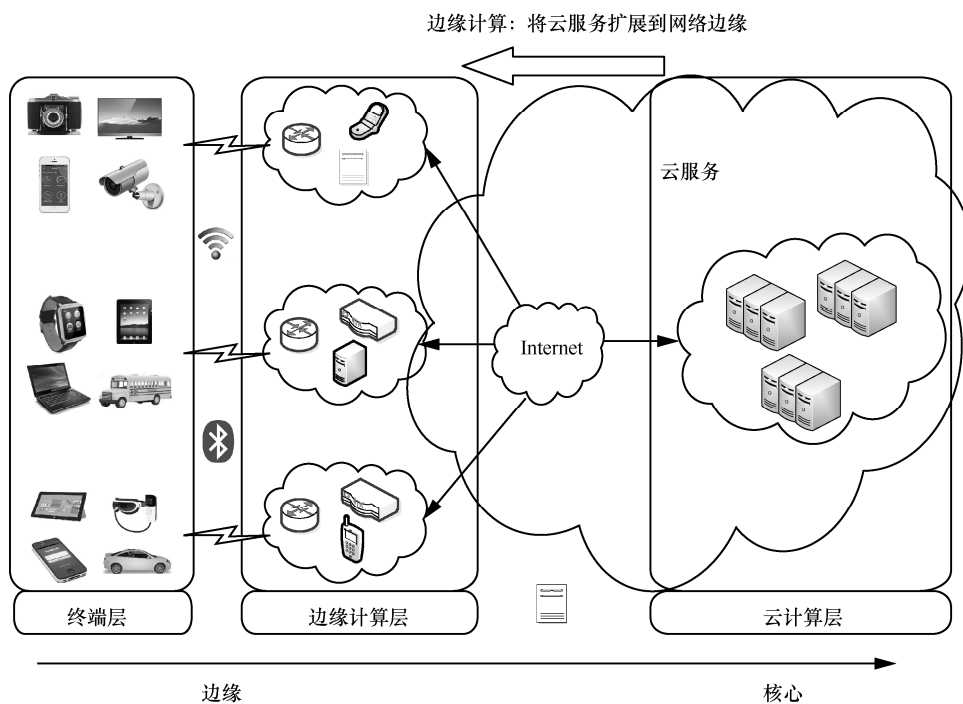 边缘计算：将云服务扩展到网络边缘
云服务
Internet
终端层
边缘计算层
云计算层
边缘
核心